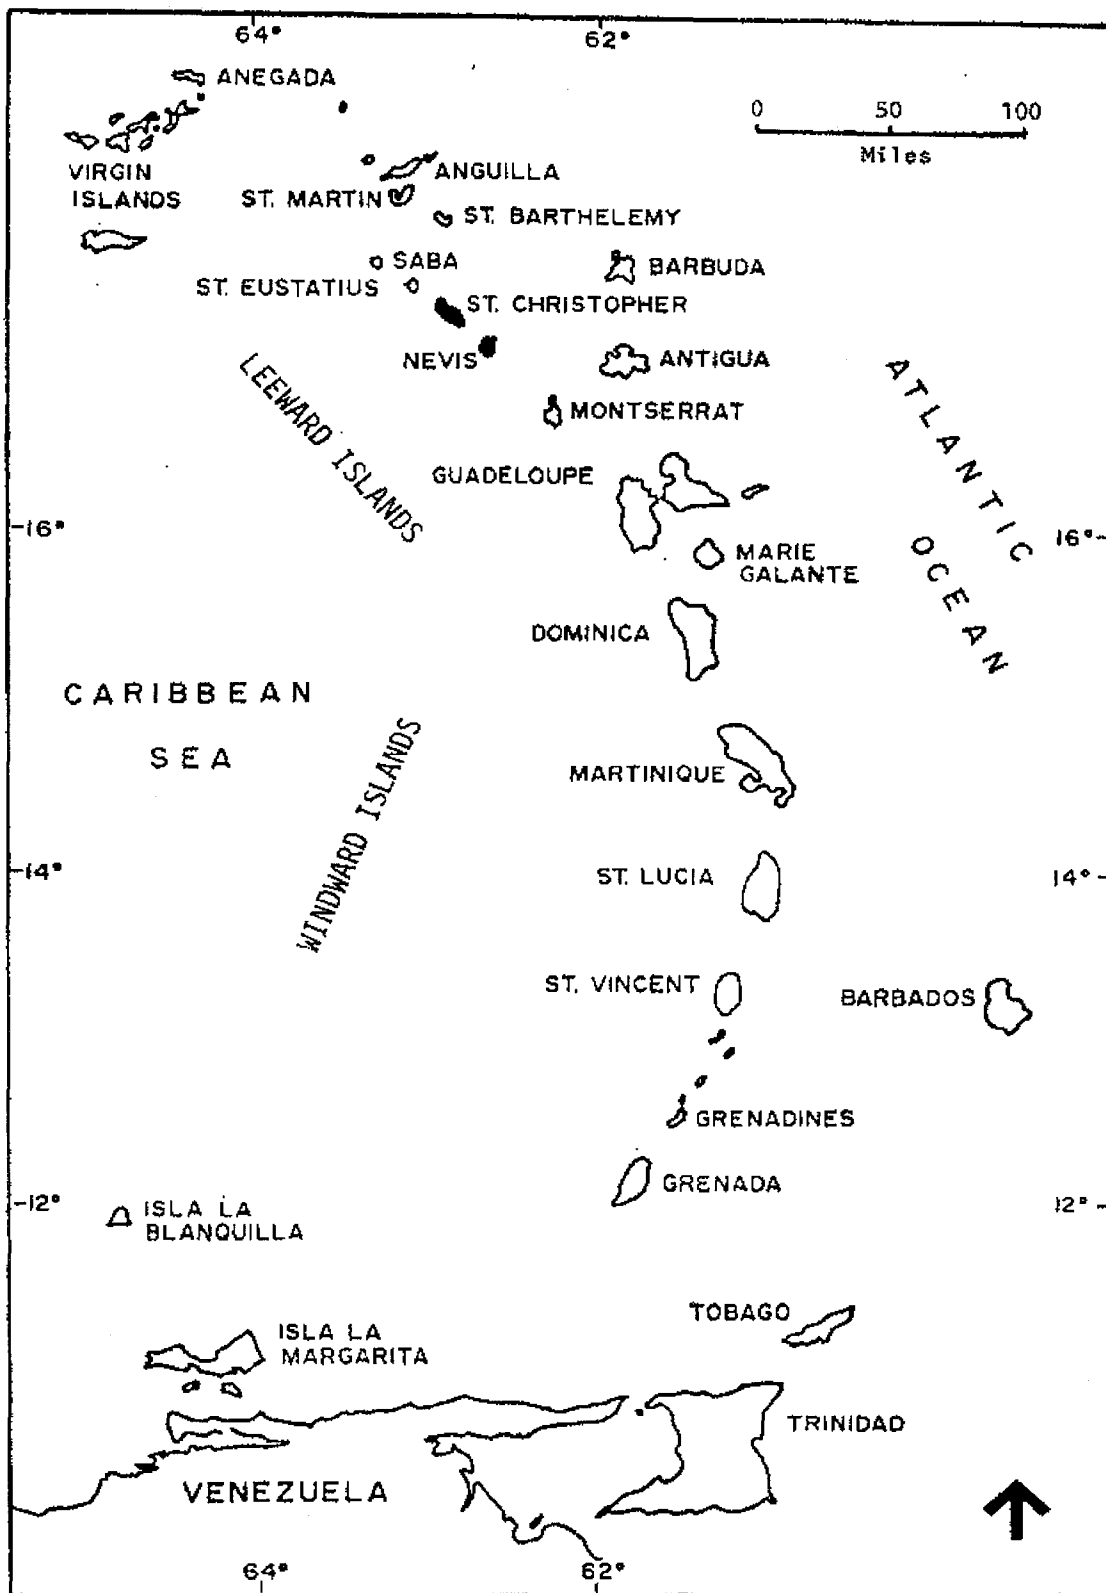 64°
62°
ANEGADA
0 50 100
Miles
VIRGIN
ISLANDS
ANGUILLA
ST. MARTIN
ST. BARTHELEMY
SABA
BARBUDA
ST. EUSTATIUS
ST. CHRISTOPHER
NEVIS
ANTIGUA
MONTSERRAT
LEEWARD ISLANDS
GUADELOUPE
ATLANTIC
OCEAN
16°
16°
MARIE
GALANTE
DOMINICA
CARIBBEAN
SEA
WINDWARD ISLANDS
MARTINIQUE
14°
ST. LUCIA
14°
ST. VINCENT
BARBADOS
GRENADINES
GRENADA
12°
12°
ISLA LA
BLANQUILLA
TOBAGO
ISLA LA
MARGARITA
TRINIDAD
VENEZUELA
64°
62°